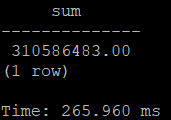 sum
--------------
310586483.00
(1 row)
Time: 265.960 ms